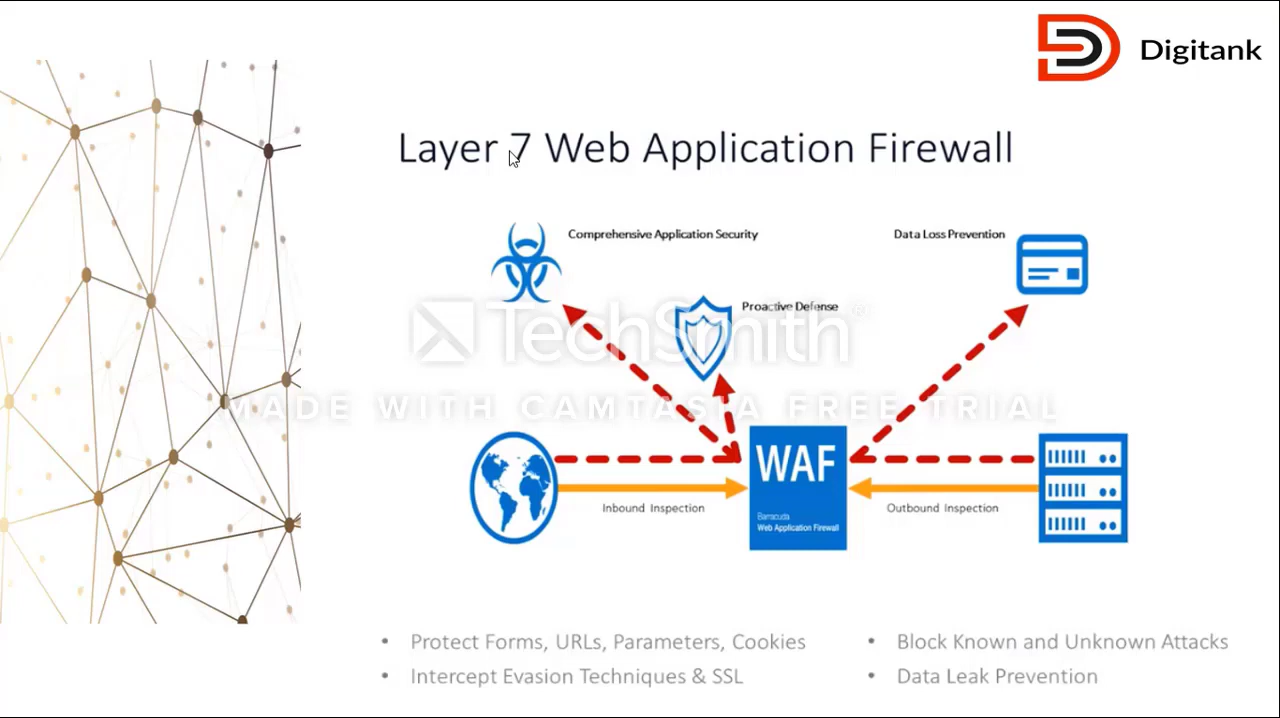 Digitank
Layer 7 Web Application Firewall
Comprehensive Application Security
Data Loss Prevention
Proactive Defense
TechSmith®
MADE WITH CAMTASIA FREE TRIAL
WAF
Barracuda
Web Application Firewall
Inbound Inspection
Outbound Inspection
• Protect Forms, URLs, Parameters, Cookies
• Intercept Evasion Techniques & SSL
• Block Known and Unknown Attacks
• Data Leak Prevention